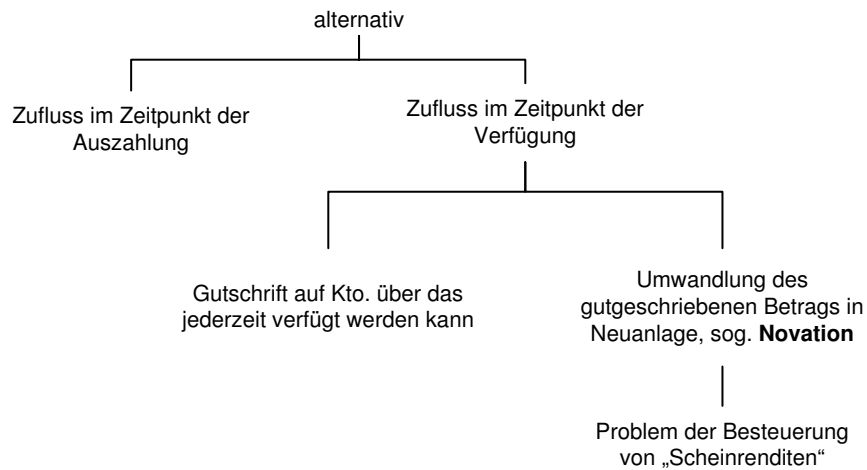 alternativ
Zufluss im Zeitpunkt der
Auszahlung
Zufluss im Zeitpunkt der
Verfügung
Gutschrift auf Kto. über das
jederzeit verfügt werden kann
Umwandlung des
gutgeschriebenen Betrags in
Neuanlage, sog. Novation
Problem der Besteuerung
von „Scheinrenditen“